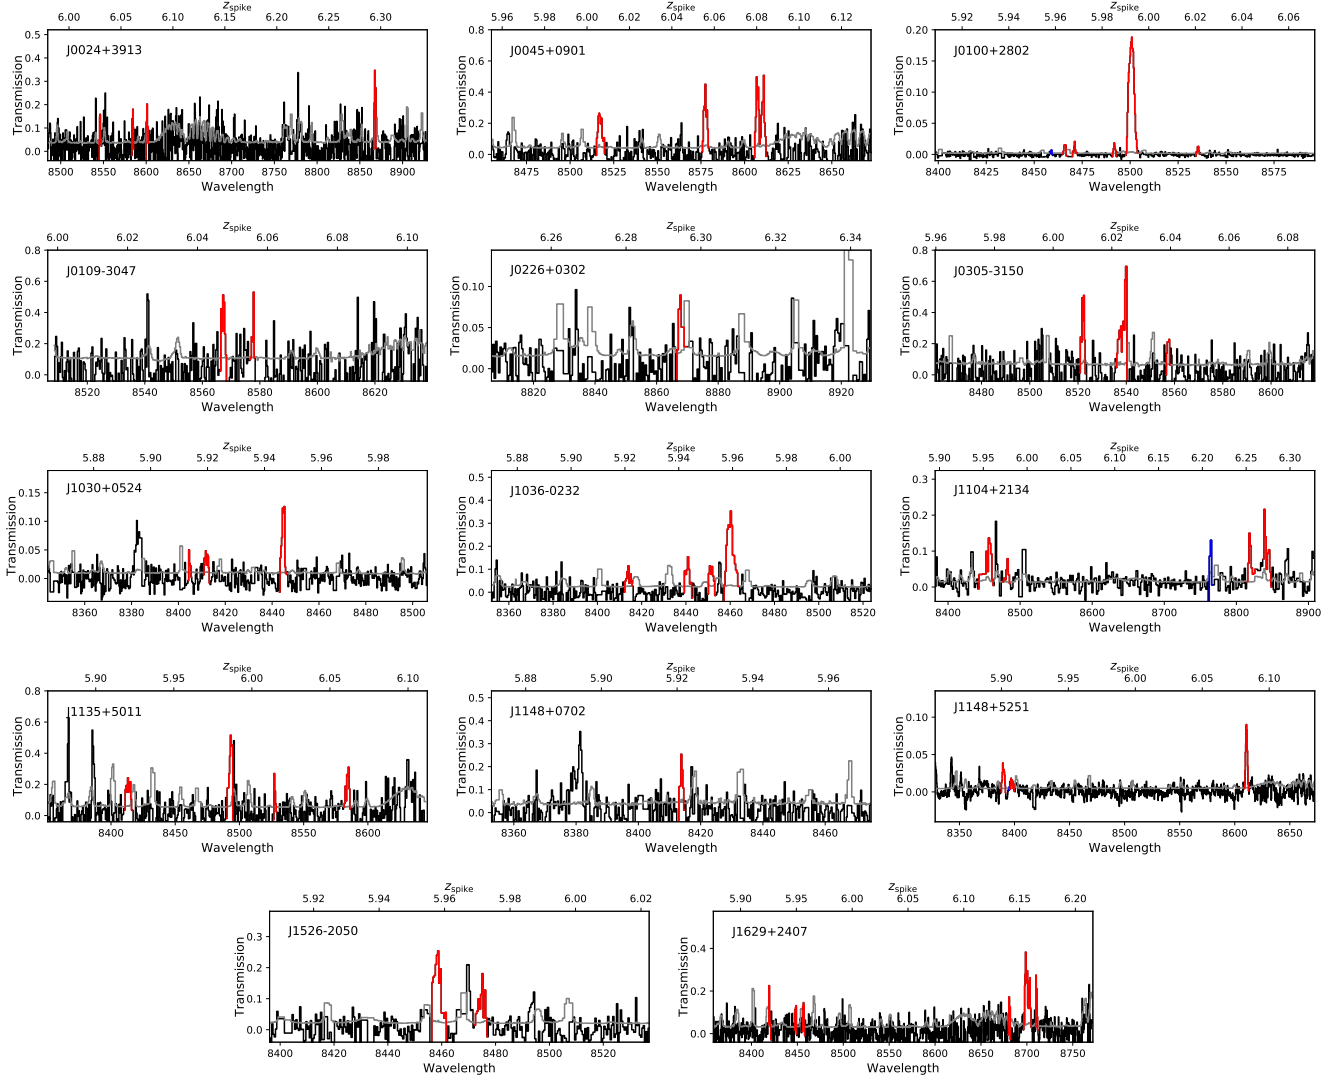 z_spike z_spike z_spike
6.00 6.05 6.10 6.15 6.20 6.25 6.30 5.96 5.98 6.00 6.02 6.04 6.06 6.08 6.10 6.12 5.92 5.94 5.96 5.98 6.00 6.02 6.04 6.06
J0024+3913 J0045+0901 J0100+2802
Transmission Transmission Transmission
0.5 0.4 0.3 0.2 0.1 0.0 0.8 0.6 0.4 0.2 0.0 0.20 0.15 0.10 0.05 0.00
8500 8550 8600 8650 8700 8750 8800 8850 8900 8475 8500 8525 8550 8575 8600 8625 8650 8400 8425 8450 8475 8500 8525 8550 8575
Wavelength Wavelength Wavelength
z_spike z_spike z_spike
6.00 6.02 6.04 6.06 6.08 6.10 6.26 6.28 6.30 6.32 6.34 5.96 6.00 6.02 6.04 6.06 6.08
J0109-3047 J0226+0302 J0305-3150
Transmission Transmission Transmission
0.8 0.6 0.4 0.2 0.0 0.10 0.05 0.00 0.8 0.6 0.4 0.2 0.0
8520 8540 8560 8580 8600 8620 8820 8840 8860 8880 8900 8920 8480 8500 8520 8540 8560 8580 8600
Wavelength Wavelength Wavelength
z_spike z_spike z_spike
5.88 5.90 5.92 5.94 5.96 5.98 5.88 5.90 5.92 5.94 5.96 5.98 6.00 5.90 5.95 6.00 6.05 6.10 6.15 6.20 6.25 6.30
J1030+0524 J1036-0232 J1104+2134
Transmission Transmission Transmission
0.15 0.10 0.05 0.00 0.5 0.4 0.3 0.2 0.1 0.0 0.3 0.2 0.1 0.0
8360 8380 8400 8420 8440 8460 8480 8500 8360 8380 8400 8420 8440 8460 8480 8500 8520 8400 8500 8600 8700 8800 8900
Wavelength Wavelength Wavelength
z_spike z_spike z_spike
5.90 5.95 6.00 6.05 6.10 5.88 5.90 5.92 5.94 5.96 5.90 5.95 6.00 6.05 6.10
J1135+5011 J1148+0702 J1148+5251
Transmission Transmission Transmission
0.8 0.6 0.4 0.2 0.0 0.5 0.4 0.3 0.2 0.1 0.0 0.10 0.05 0.00
8400 8450 8500 8550 8600 8360 8380 8400 8420 8440 8460 8350 8400 8450 8500 8550 8600 8650
Wavelength Wavelength Wavelength
z_spike z_spike
5.92 5.94 5.96 5.98 6.00 6.02 5.90 5.95 6.00 6.05 6.10 6.15 6.20
J1526-2050 J1629+2407
Transmission Transmission
0.3 0.2 0.1 0.0 0.4 0.2 0.0
8400 8420 8440 8460 8480 8500 8520 8400 8450 8500 8550 8600 8650 8700 8750
Wavelength Wavelength